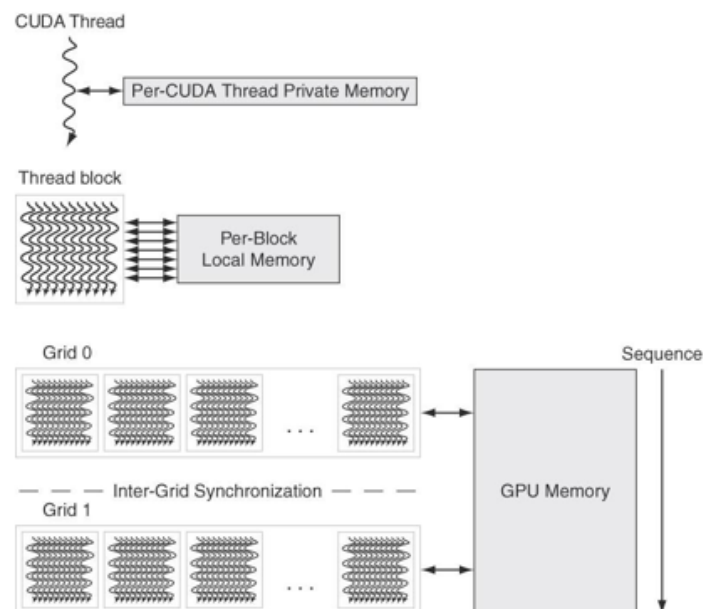 CUDA Thread
Per-CUDA Thread Private Memory
Thread block
Per-Block
Local Memory
Grid 0
Sequence
. . .
Inter-Grid Synchronization
GPU Memory
Grid 1
. . .